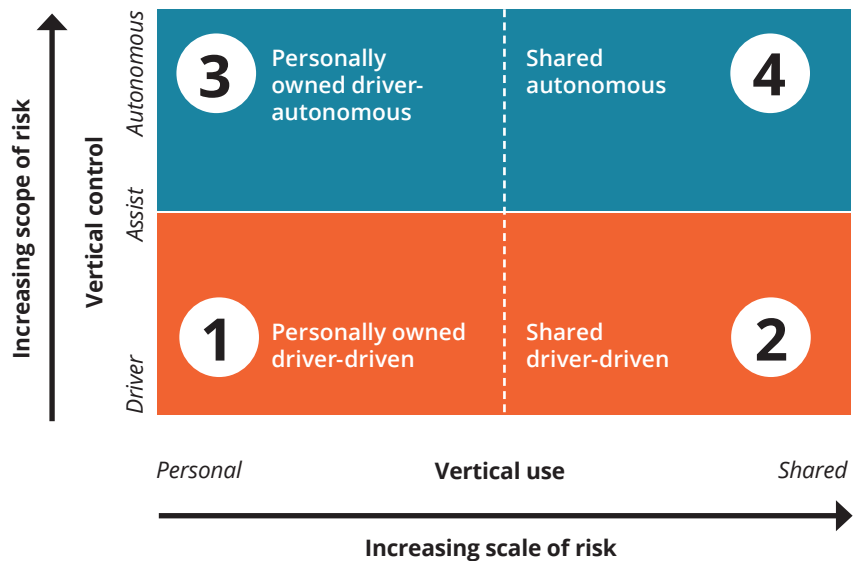 Increasing scope of risk
Vertical control
Autonomous
Assist
Driver
3
Personally
owned driver-
autonomous
Shared
autonomous
4
1
Personally owned
driver-driven
Shared
driver-driven
2
Personal
Vertical use
Shared
Increasing scale of risk